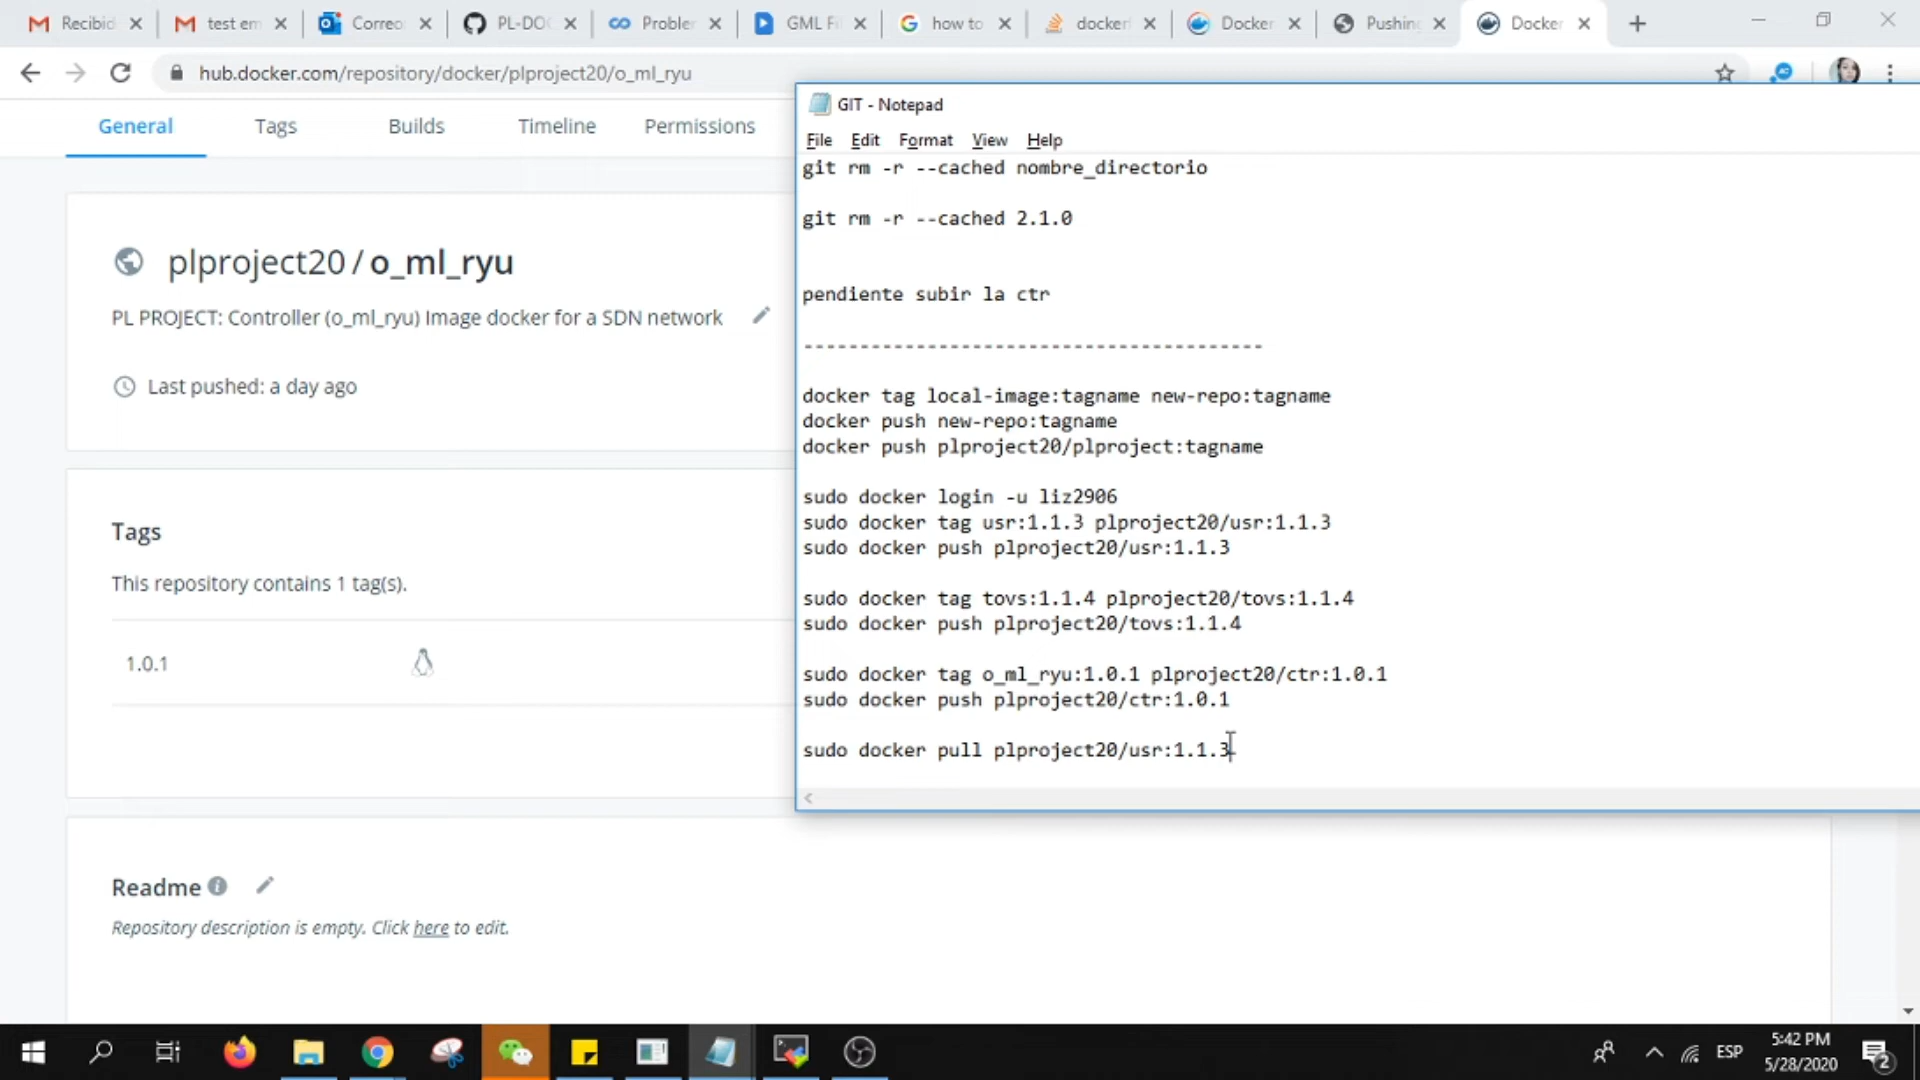 Recibid
test em
Correo
PL-DOC
Probler
GML Fi
how to
docker
Docker
Pushing
Docker
hub.docker.com/repository/docker/plproject20/o_ml_ryu
General Tags Builds Timeline Permissions
plproject20 / o_ml_ryu
PL PROJECT: Controller (o_ml_ryu) Image docker for a SDN network
Last pushed: a day ago
Tags
This repository contains 1 tag(s).
1.0.1
Readme
Repository description is empty. Click here to edit.
GIT - Notepad
File Edit Format View Help
git rm -r --cached nombre_directorio
git rm -r --cached 2.1.0
pendiente subir la ctr
-----------------------------------------
docker tag local-image:tagname new-repo:tagname
docker push new-repo:tagname
docker push plproject20/plproject:tagname
sudo docker login -u liz2906
sudo docker tag usr:1.1.3 plproject20/usr:1.1.3
sudo docker push plproject20/usr:1.1.3
sudo docker tag tovs:1.1.4 plproject20/tovs:1.1.4
sudo docker push plproject20/tovs:1.1.4
sudo docker tag o_ml_ryu:1.0.1 plproject20/ctr:1.0.1
sudo docker push plproject20/ctr:1.0.1
sudo docker pull plproject20/usr:1.1.3
ESP
5:42 PM
5/28/2020
2